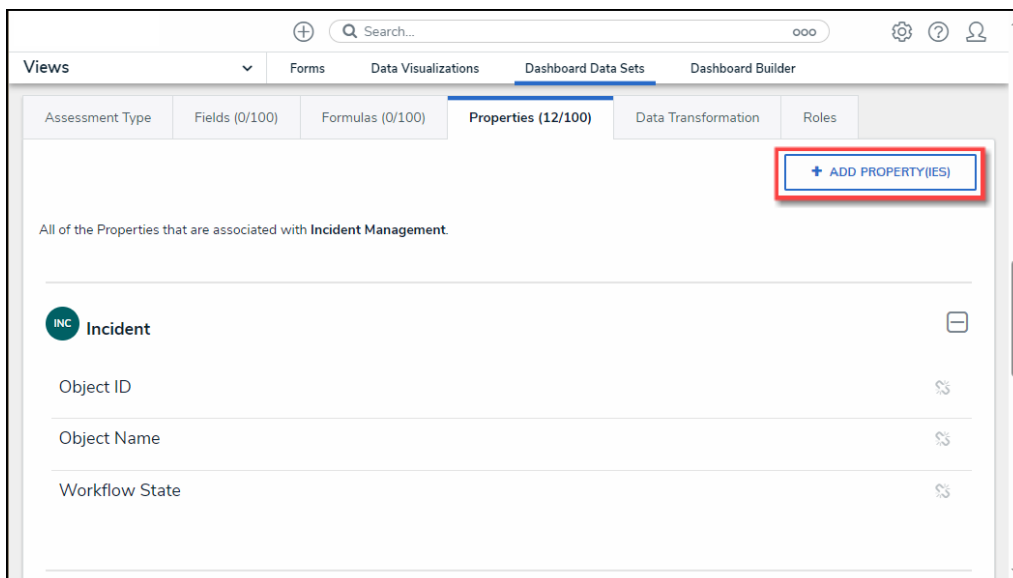 Search...
Views
Forms
Data Visualizations
Dashboard Data Sets
Dashboard Builder
Assessment Type
Fields (0/100)
Formulas (0/100)
Properties (12/100)
Data Transformation
Roles
+ ADD PROPERTY(IES)
All of the Properties that are associated with Incident Management.
INC
Incident
Object ID
Object Name
Workflow State